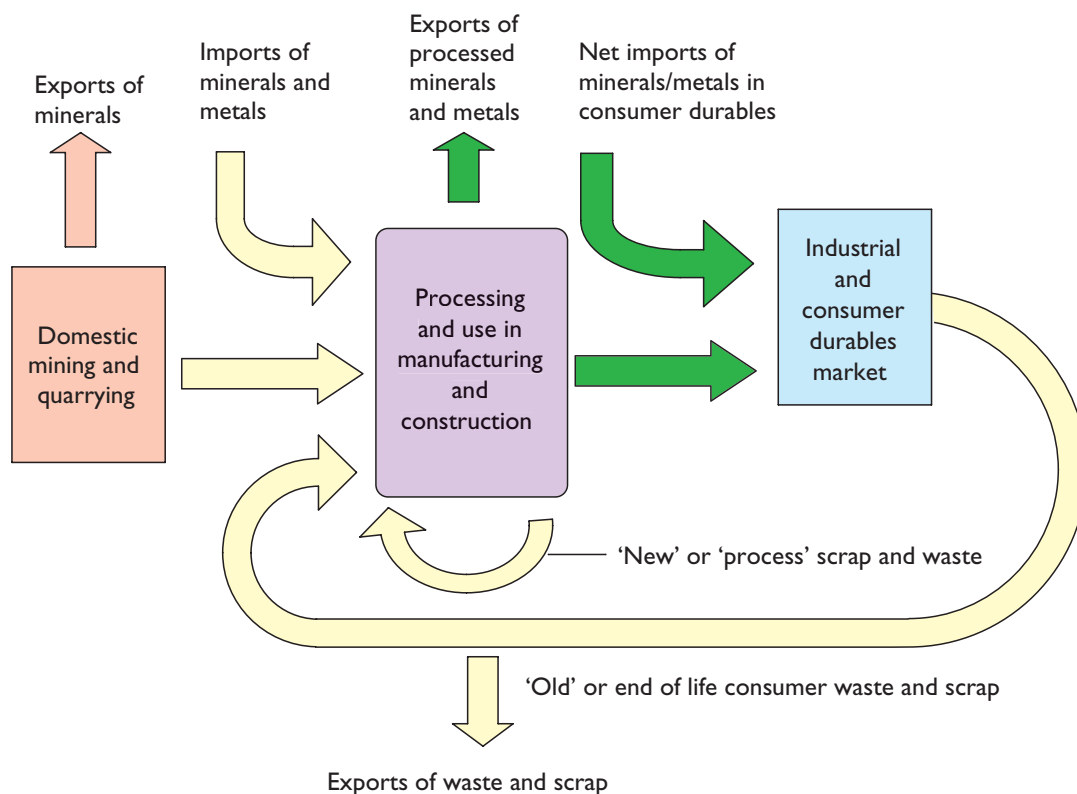 Exports of
minerals
Imports of
minerals and
metals
Exports of
processed
minerals
and metals
Net imports of
minerals/metals in
consumer durables
Domestic
mining and
quarrying
Processing
and use in
manufacturing
and
construction
Industrial
and
consumer
durables
market
‘New’ or ‘process’ scrap and waste
‘Old’ or end of life consumer waste and scrap
Exports of waste and scrap